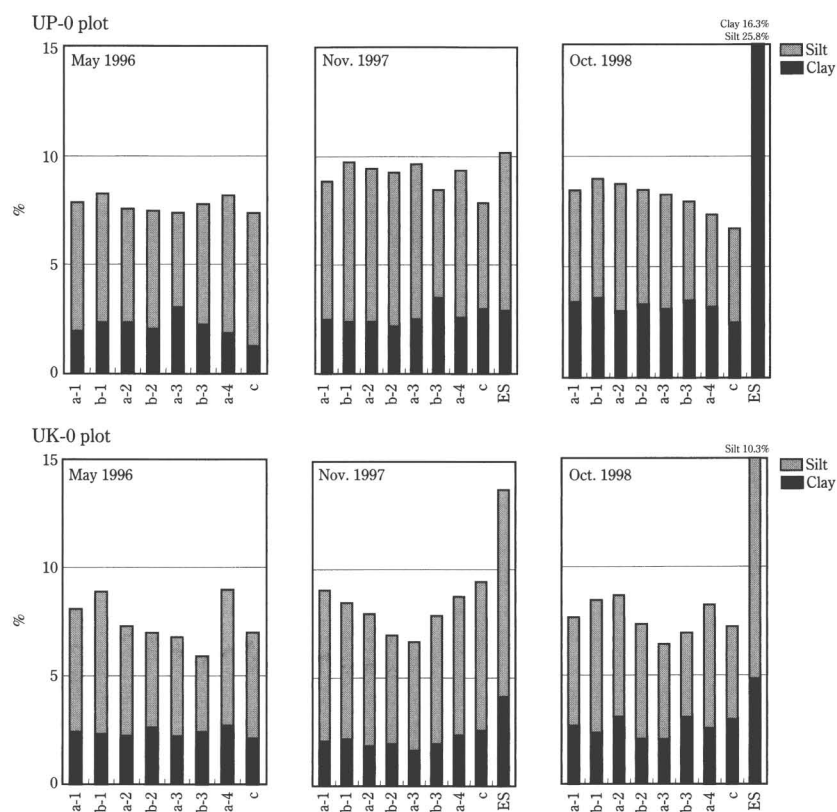 UP-0 plot
Clay 16.3%
Silt 25.8%
15
May 1996
Nov. 1997
Oct. 1998
Silt
Clay
10
%
5
0
a-1 b-1 a-2 b-2 a-3 b-3 a-4 c
a-1 b-1 a-2 b-2 a-3 b-3 a-4 c ES
a-1 b-1 a-2 b-2 a-3 b-3 a-4 c ES
UK-0 plot
Silt 10.3%
15
May 1996
Nov. 1997
Oct. 1998
Silt
Clay
10
%
5
0
a-1 b-1 a-2 b-2 a-3 b-3 a-4 c
a-1 b-1 a-2 b-2 a-3 b-3 a-4 c ES
a-1 b-1 a-2 b-2 a-3 b-3 a-4 c ES